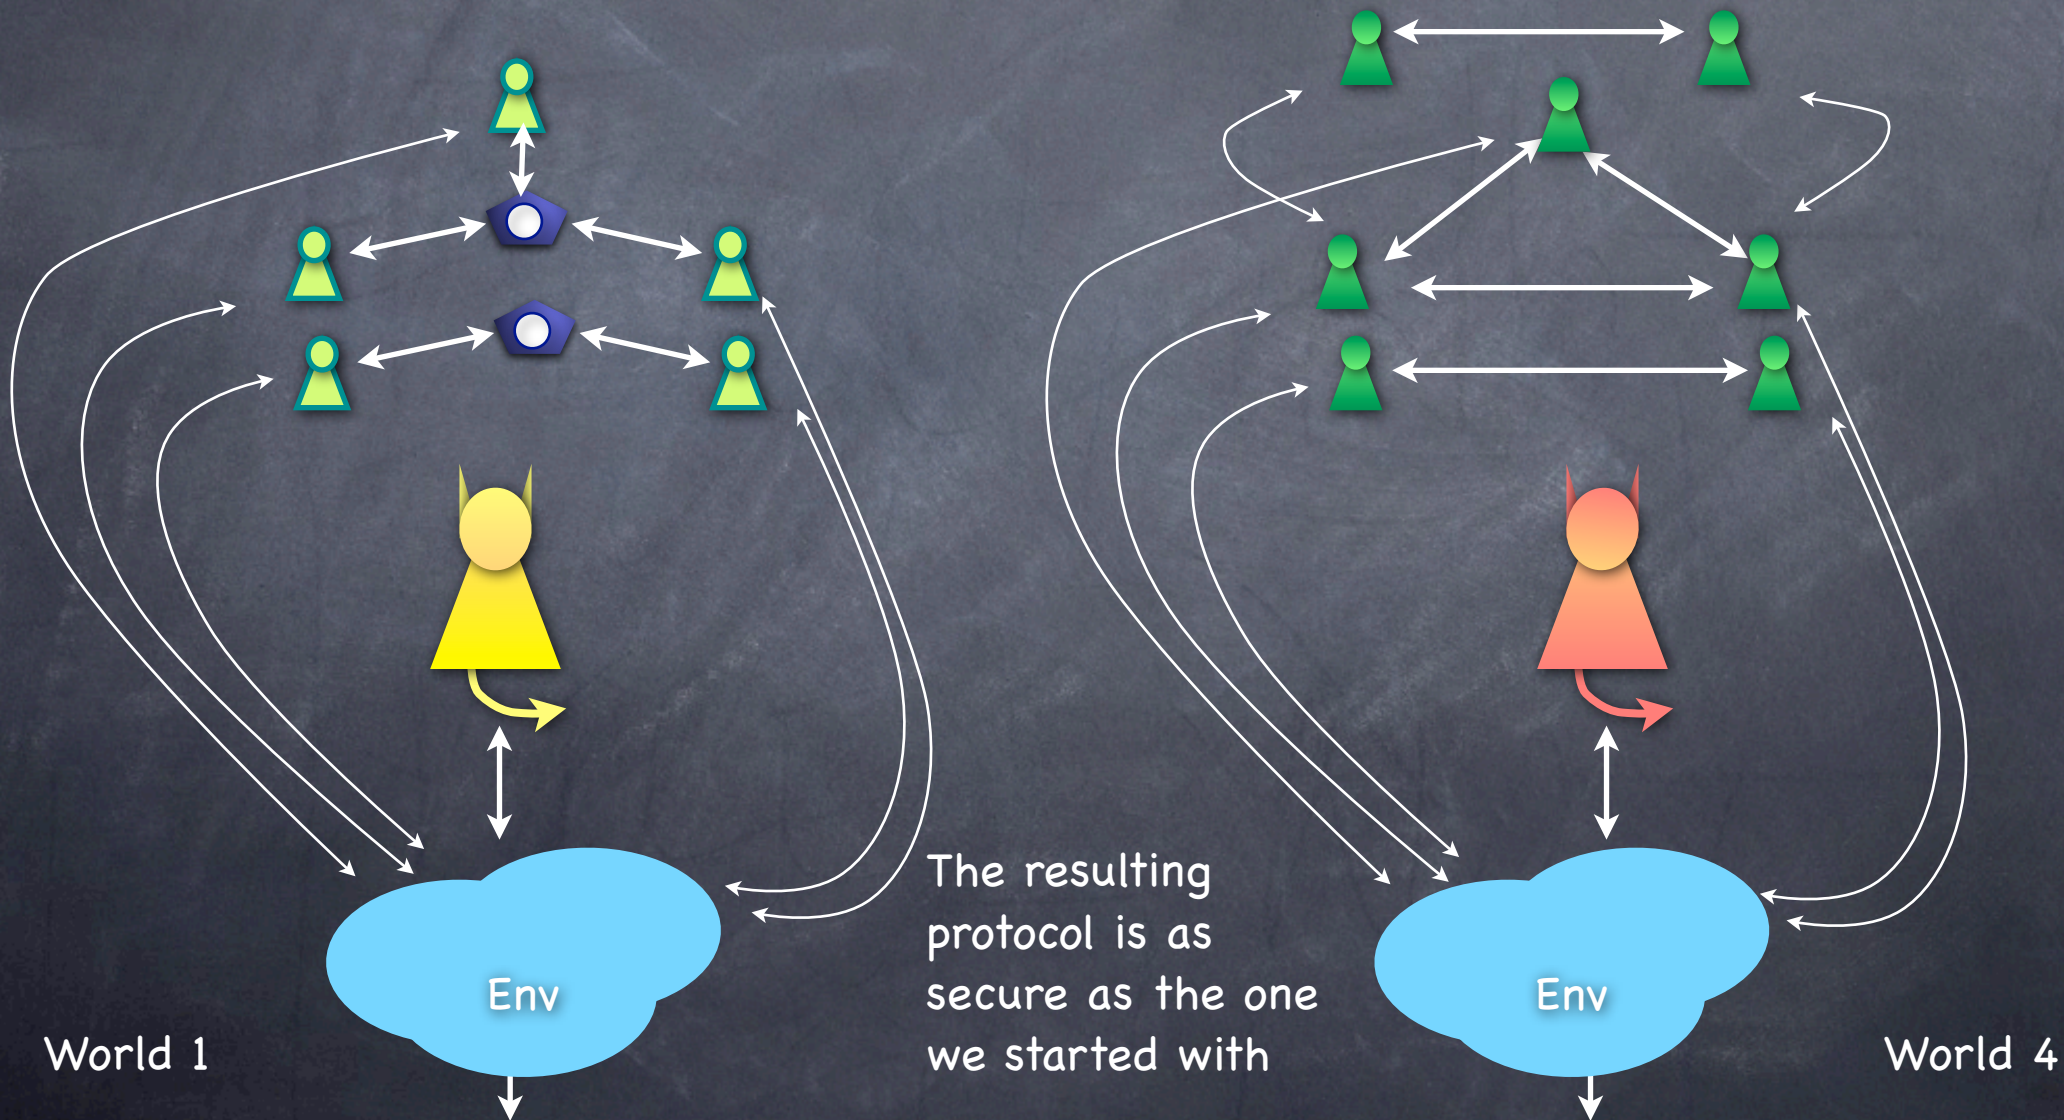 The resulting
protocol is as
secure as the one
we started with
Env
Env
World 1
World 4